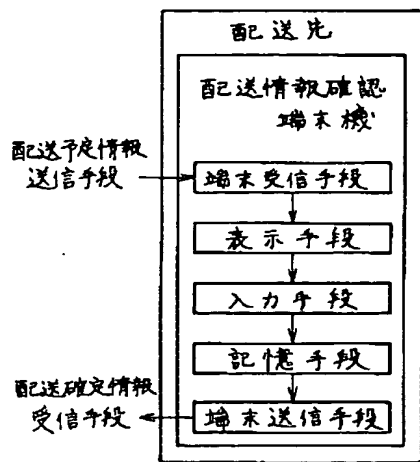 配送先
配送情報確認
端末機
配送予定情報
送信手段
端末受信手段
表示手段
入力手段
記憶手段
配送確定情報
受信手段
端末送信手段